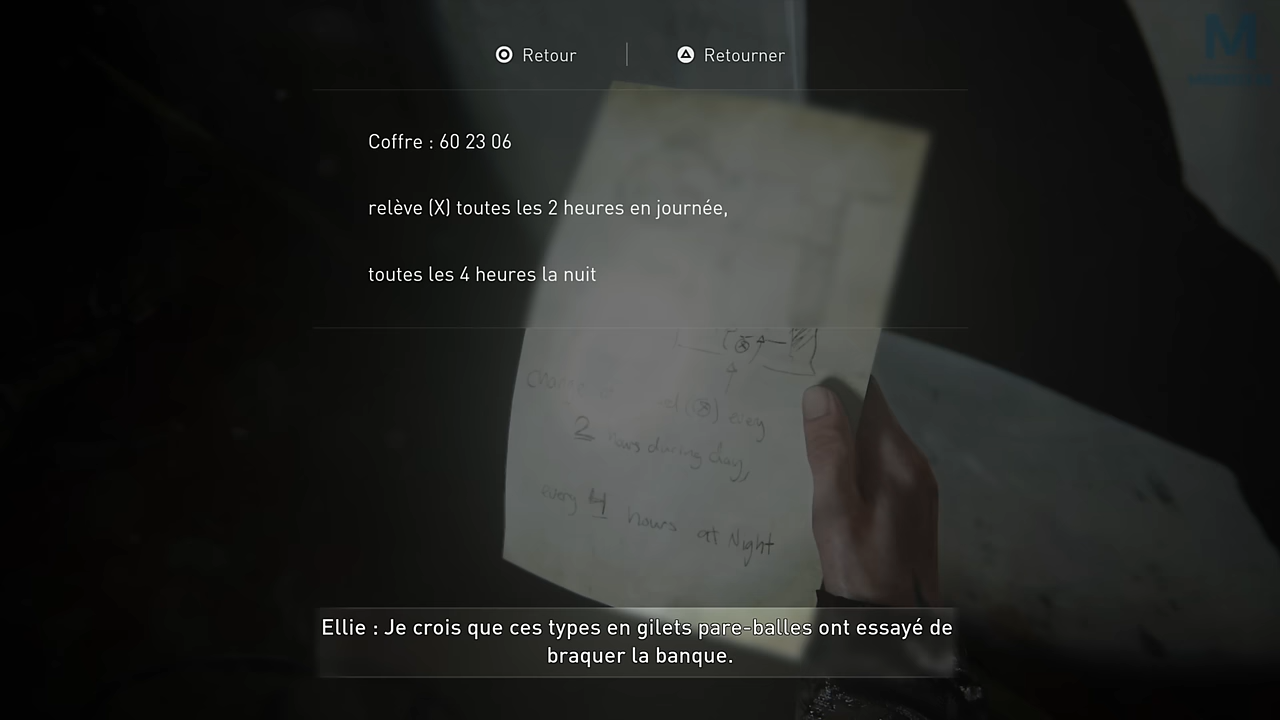 Retour
Retourner
Coffre : 60 23 06
relève (X) toutes les 2 heures en journée,
toutes les 4 heures la nuit
Change
every
2 hours during day,
every 4 hours at Night
Ellie : Je crois que ces types en gilets pare-balles ont essayé de
braquer la banque.
M